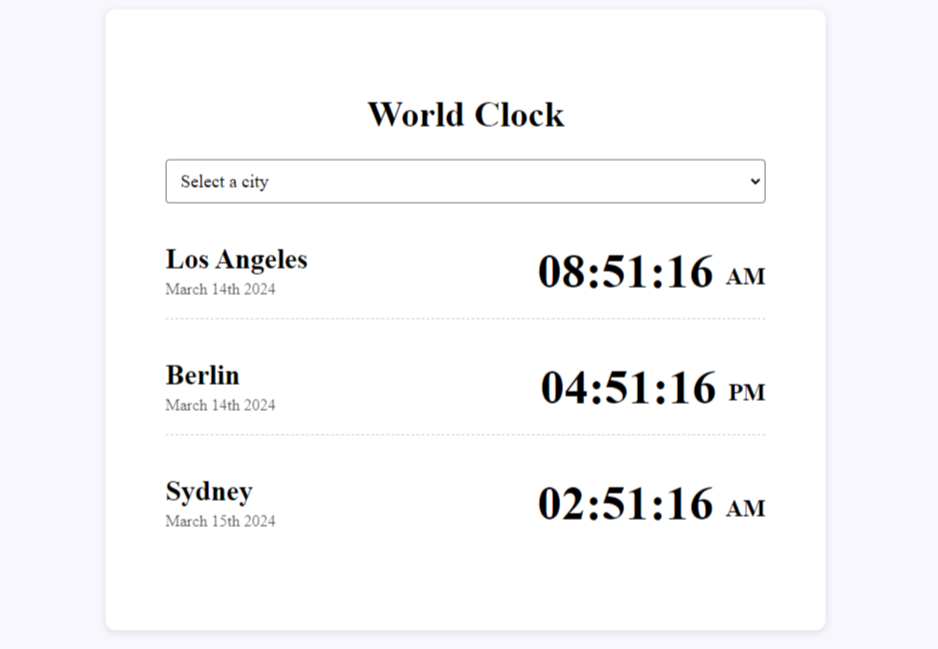 World Clock
Select a city
Los Angeles
08:51:16 AM
March 14th 2024
Berlin
04:51:16 PM
March 14th 2024
Sydney
02:51:16 AM
March 15th 2024